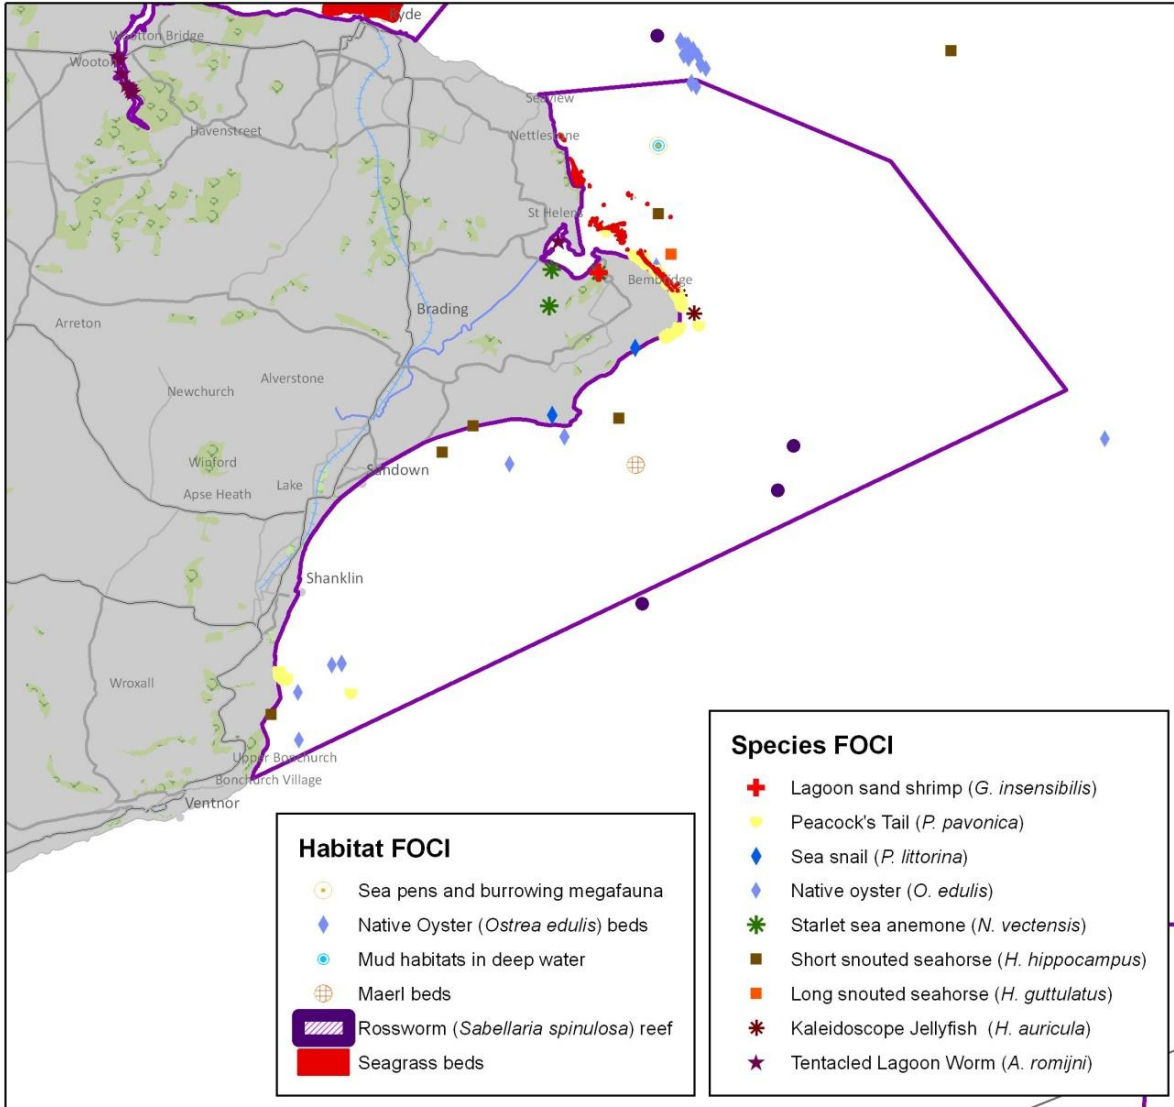 Ryde
Wootton Bridge
Wooton
Seaview
Havenstreet
Nettlestone
St Helens
Bembridge
Brading
Arreton
Alverstone
Newchurch
Winford
Sandown
Lake
Apse Heath
Shanklin
Wroxall
Upper Bonchurch
Bonchurch Village
Ventnor
Habitat FOCI
Sea pens and burrowing megafauna
Native Oyster (Ostrea edulis) beds
Mud habitats in deep water
Maerl beds
Rossworm (Sabellaria spinulosa) reef
Seagrass beds
Species FOCI
Lagoon sand shrimp (G. insensibilis)
Peacock's Tail (P. pavonica)
Sea snail (P. littorina)
Native oyster (O. edulis)
Starlet sea anemone (N. vectensis)
Short snouted seahorse (H. hippocampus)
Long snouted seahorse (H. guttulatus)
Kaleidoscope Jellyfish (H. auricula)
Tentacled Lagoon Worm (A. romijni)